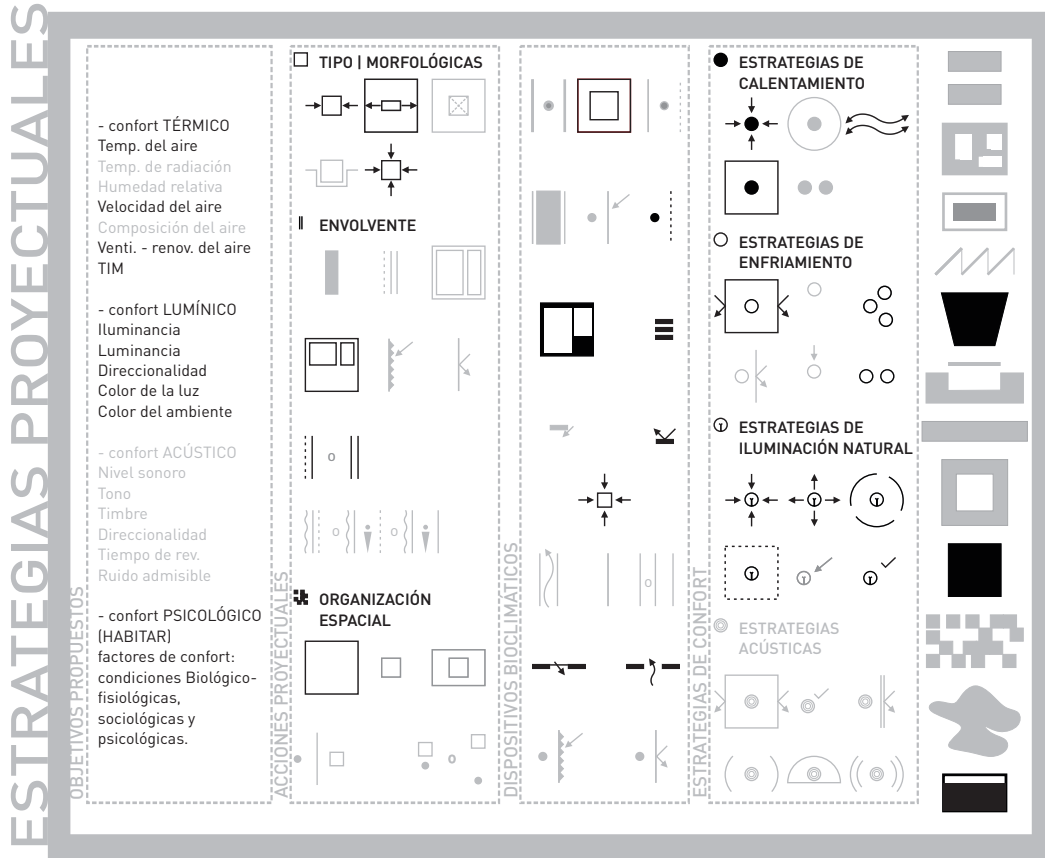 ESTRATEGIAS PROYECTUALES
OBJETIVOS PROPUESTOS
- confort TÉRMICO
Temp. del aire
Temp. de radiación
Humedad relativa
Velocidad del aire
Composición del aire
Venti. - renov. del aire
TIM
- confort LUMÍNICO
Iluminancia
Luminancia
Direccionalidad
Color de la luz
Color del ambiente
- confort ACÚSTICO
Nivel sonoro
Tono
Timbre
Direccionalidad
Tiempo de rev.
Ruido admisible
- confort PSICOLÓGICO
(HABITAR)
factores de confort:
condiciones Biológico-
fisiológicas,
sociológicas y
psicológicas.
ACCIONES PROYECTUALES
TIPO | MORFOLÓGICAS
ENVOLVENTE
ORGANIZACIÓN
ESPACIAL
DISPOSITIVOS BIOCLIMÁTICOS
ESTRATEGIAS DE CONFORT
ESTRATEGIAS DE
CALENTAMIENTO
ESTRATEGIAS DE
ENFRIAMIENTO
ESTRATEGIAS DE
ILUMINACIÓN NATURAL
ESTRATEGIAS
ACÚSTICAS